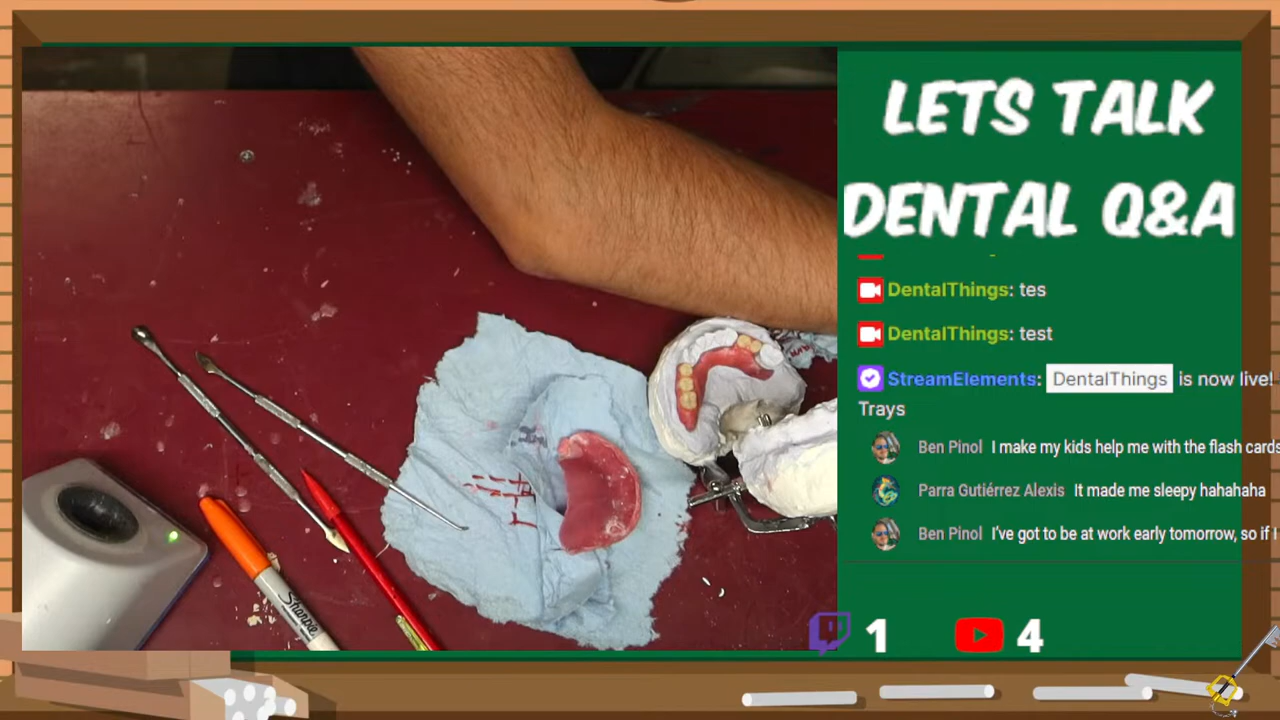 LETS TALK
DENTAL Q&A
DentalThings: tes
DentalThings: test
StreamElements: DentalThings is now live!
Trays
Ben Pinol I make my kids help me with the flash cards
Parra Gutiérrez Alexis It made me sleepy hahahaha
Ben Pinol I've got to be at work early tomorrow, so if I
Sharpie
1
4